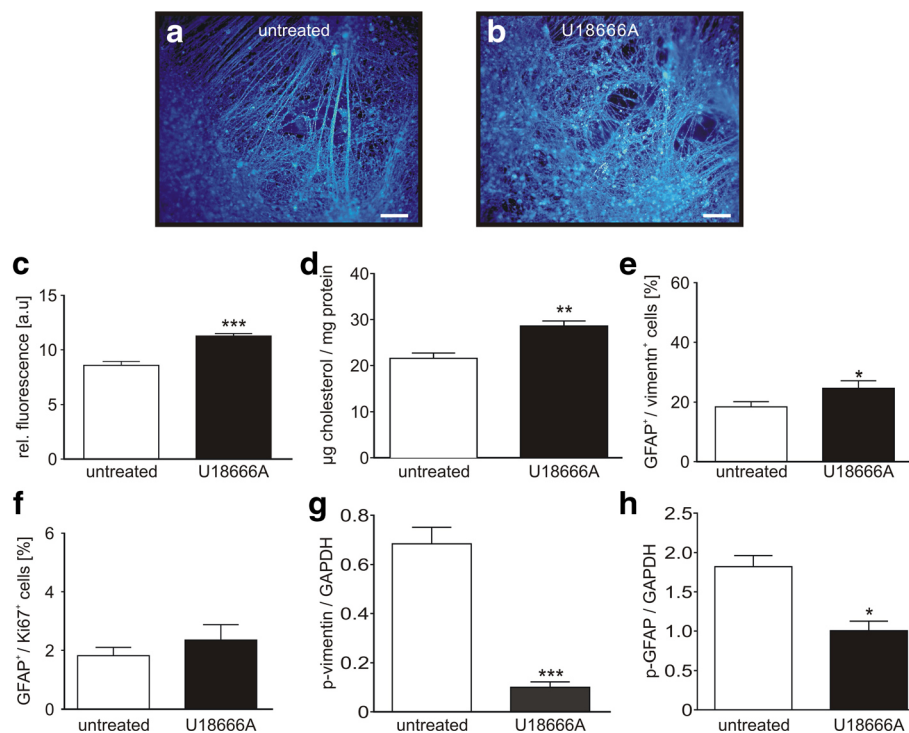 a untreated
b U18666A
c
rel. fluorescence [a.u]
15
10
5
0
***
untreated U18666A
d
µg cholesterol / mg protein
40
30
20
10
0
**
untreated U18666A
e
GFAP⁺ / vimentn⁺ cells [%]
60
40
20
0
*
untreated U18666A
f
GFAP⁺ / Ki67⁺ cells [%]
6
4
2
0
untreated U18666A
g
p-vimentin / GAPDH
0.8
0.6
0.4
0.2
0
***
untreated U18666A
h
p-GFAP / GAPDH
2.5
2.0
1.5
1.0
0.5
0
*
untreated U18666A